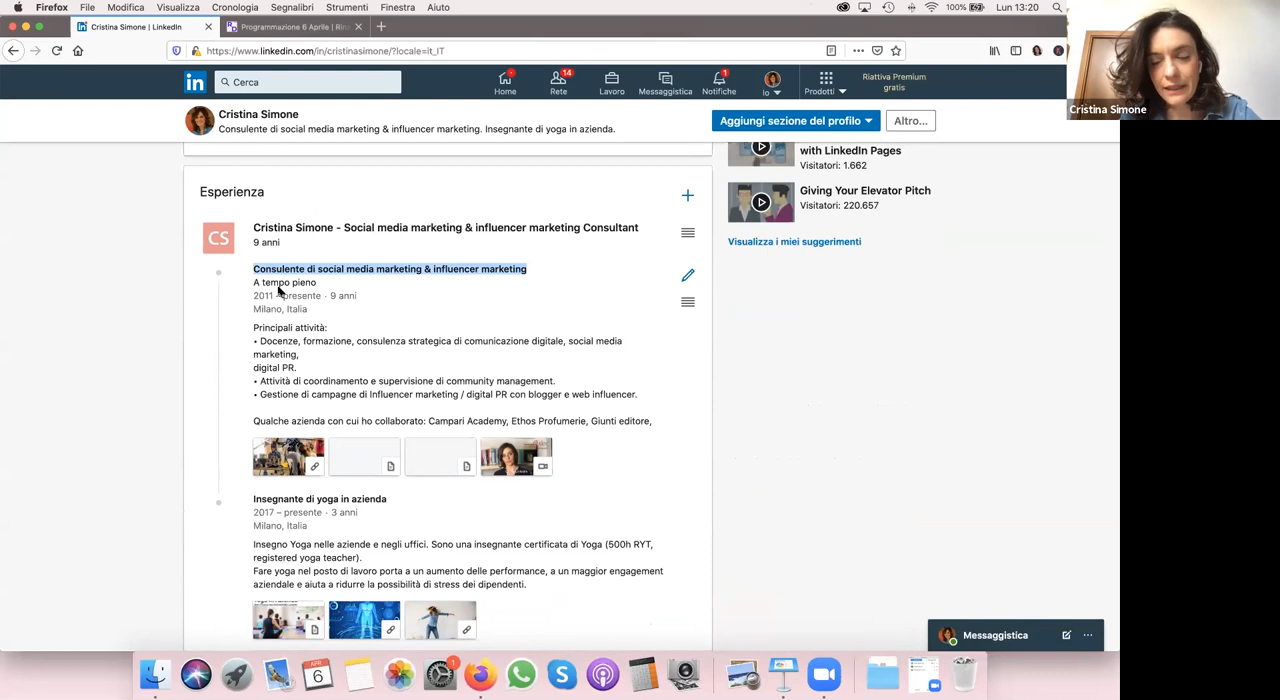 Firefox File Modifica Visualizza Cronologia Segnalibri Strumenti Finestra Aiuto 100% Lun 13:20
Cristina Simone | LinkedIn Programmazione 6 Aprile | Rin
https://www.linkedin.com/in/cristinasimone/?locale=it_IT
Cerca
Home Rete 14 Lavoro Messaggistica Notifiche 1 Io Prodotti
Riattiva Premium
gratis
Cristina Simone
Cristina Simone
Consulente di social media marketing & influencer marketing. Insegnante di yoga in azienda.
Aggiungi sezione del profilo Altro...
with LinkedIn Pages
Visitatori: 1.662
Giving Your Elevator Pitch
Visitatori: 220.657
Visualizza i miei suggerimenti
Esperienza
CS
Cristina Simone - Social media marketing & influencer marketing Consultant
9 anni
Consulente di social media marketing & influencer marketing
A tempo pieno
2011 – presente · 9 anni
Milano, Italia
Principali attività:
• Docenze, formazione, consulenza strategica di comunicazione digitale, social media
marketing,
digital PR.
• Attività di coordinamento e supervisione di community management.
• Gestione di campagne di Influencer marketing / digital PR con blogger e web influencer.
Qualche azienda con cui ho collaborato: Campari Academy, Ethos Profumerie, Giunti editore,
Insegnante di yoga in azienda
2017 – presente · 3 anni
Milano, Italia
Insegno Yoga nelle aziende e negli uffici. Sono una insegnante certificata di Yoga (500h RYT,
registered yoga teacher).
Fare yoga nel posto di lavoro porta a un aumento delle performance, a un maggior engagement
aziendale e aiuta a ridurre la possibilità di stress dei dipendenti.
Messaggistica
APR
6
1